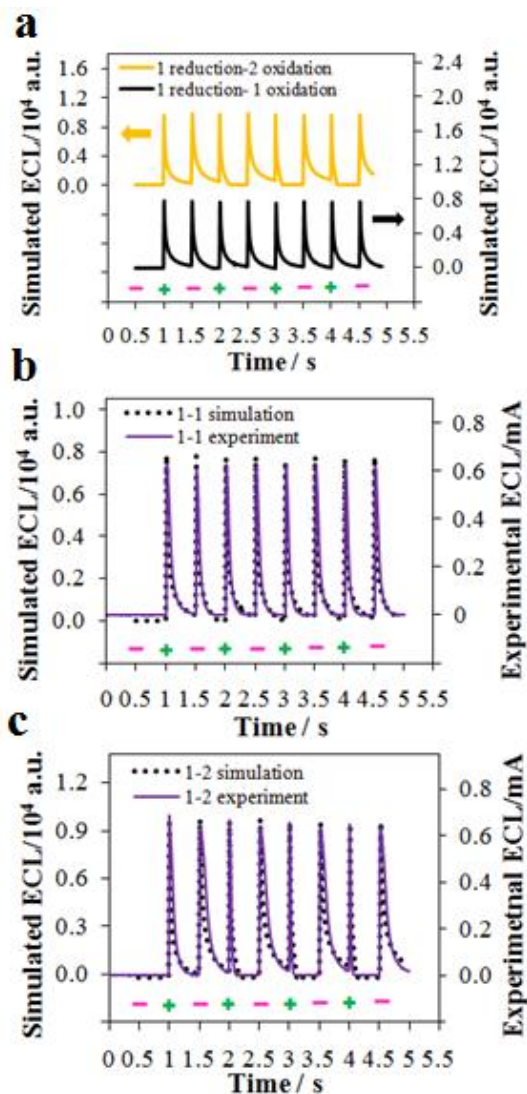 a
1 reduction-2 oxidation
1 reduction- 1 oxidation
Simulated ECL/10⁴ a.u.
1.6
1.2
0.8
0.4
0.0
2.4
2.0
1.6
1.2
0.8
0.4
0.0
Simulated ECL/10⁴ a.u.
- + - + - + - + -
0 0.5 1 1.5 2 2.5 3 3.5 4 4.5 5 5.5
Time / s
b
1-1 simulation
1-1 experiment
Simulated ECL/10⁴ a.u.
1.0
0.8
0.6
0.4
0.2
0.0
0.8
0.6
0.4
0.2
0
Experimental ECL/mA
- + - + - + - + -
0 0.5 1 1.5 2 2.5 3 3.5 4 4.5 5 5.5
Time / s
c
1-2 simulation
1-2 experiment
Simulated ECL/10⁴ a.u.
1.2
0.9
0.6
0.3
0.0
0.8
0.6
0.4
0.2
0.0
Experimetnal ECL/mA
- + - + - + - + -
0 0.5 1 1.5 2 2.5 3 3.5 4 4.5 5 5.5
Time / s